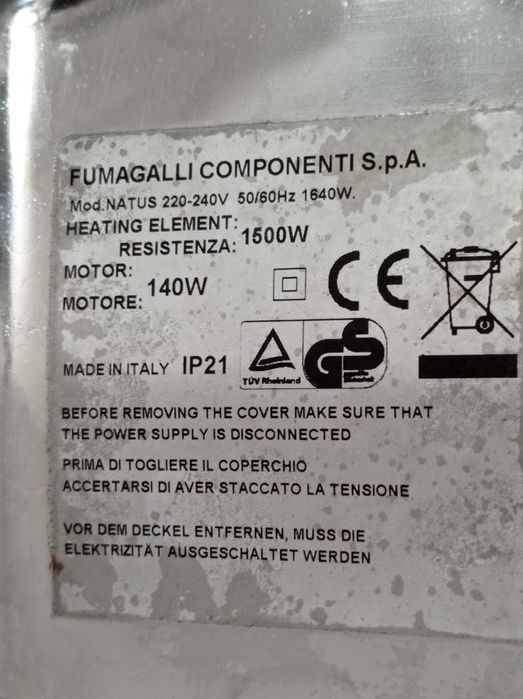 FUMAGALLI COMPONENTI S.p.A.
Mod.NATUS 220-240V 50/60Hz 1640W.
HEATING ELEMENT:
RESISTENZA: 1500W
MOTOR:
MOTORE: 140W
CE
MADE IN ITALY IP21
TÜV Rheinland
GS
BEFORE REMOVING THE COVER MAKE SURE THAT
THE POWER SUPPLY IS DISCONNECTED
PRIMA DI TOGLIERE IL COPERCHIO
ACCERTARSI DI AVER STACCATO LA TENSIONE
VOR DEM DECKEL ENTFERNEN, MUSS DIE
ELEKTRIZITÄT AUSGESCHALTET WERDEN